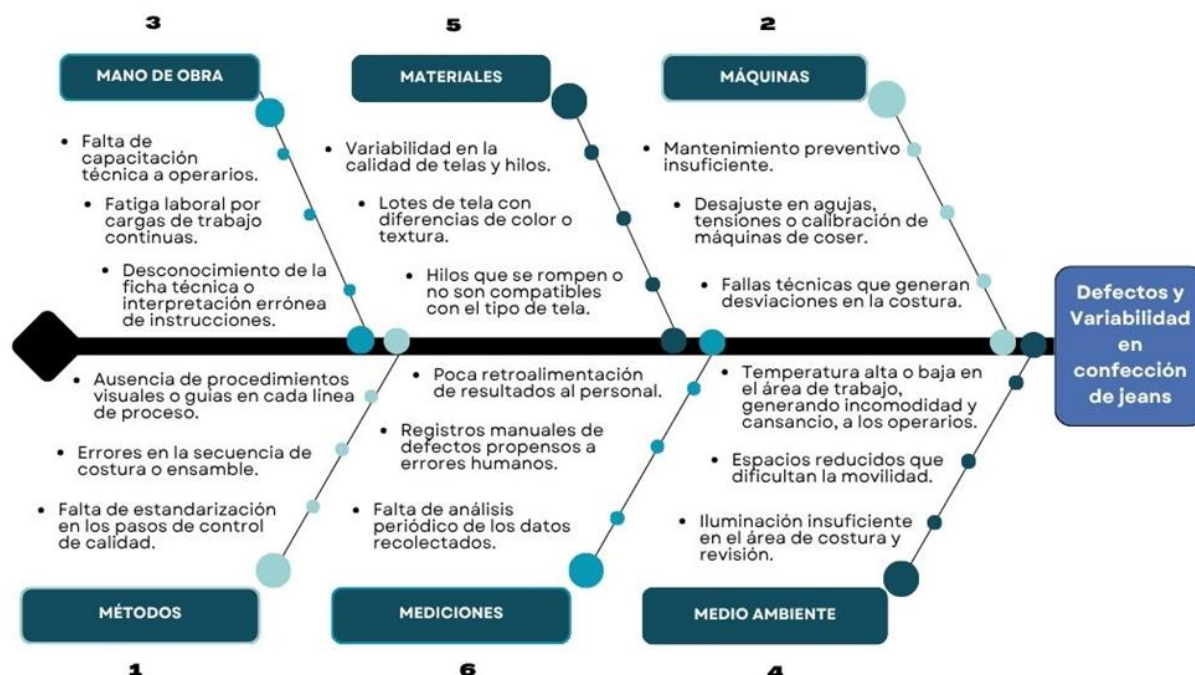 3
MANO DE OBRA
Falta de
capacitación
técnica a operarios.
Fatiga laboral por
cargas de trabajo
continuas.
Desconocimiento de la
ficha técnica o
interpretación errónea
de instrucciones.
5
MATERIALES
Variabilidad en la
calidad de telas y hilos.
Lotes de tela con
diferencias de color o
textura.
Hilos que se rompen o
no son compatibles
con el tipo de tela.
2
MÁQUINAS
Mantenimiento preventivo
insuficiente.
Desajuste en agujas,
tensiones o calibración de
máquinas de coser.
Fallas técnicas que generan
desviaciones en la costura.
Defectos y
Variabilidad
en
confección
de jeans
Ausencia de procedimientos
visuales o guías en cada línea
de proceso.
Errores en la secuencia de
costura o ensamble.
Falta de estandarización
en los pasos de control
de calidad.
MÉTODOS
1
Poca retroalimentación
de resultados al personal.
Registros manuales de
defectos propensos a
errores humanos.
Falta de análisis
periódico de los datos
recolectados.
MEDICIONES
6
Temperatura alta o baja en
el área de trabajo,
generando incomodidad y
cansancio, a los operarios.
Espacios reducidos que
dificultan la movilidad.
Iluminación insuficiente
en el área de costura y
revisión.
MEDIO AMBIENTE
4